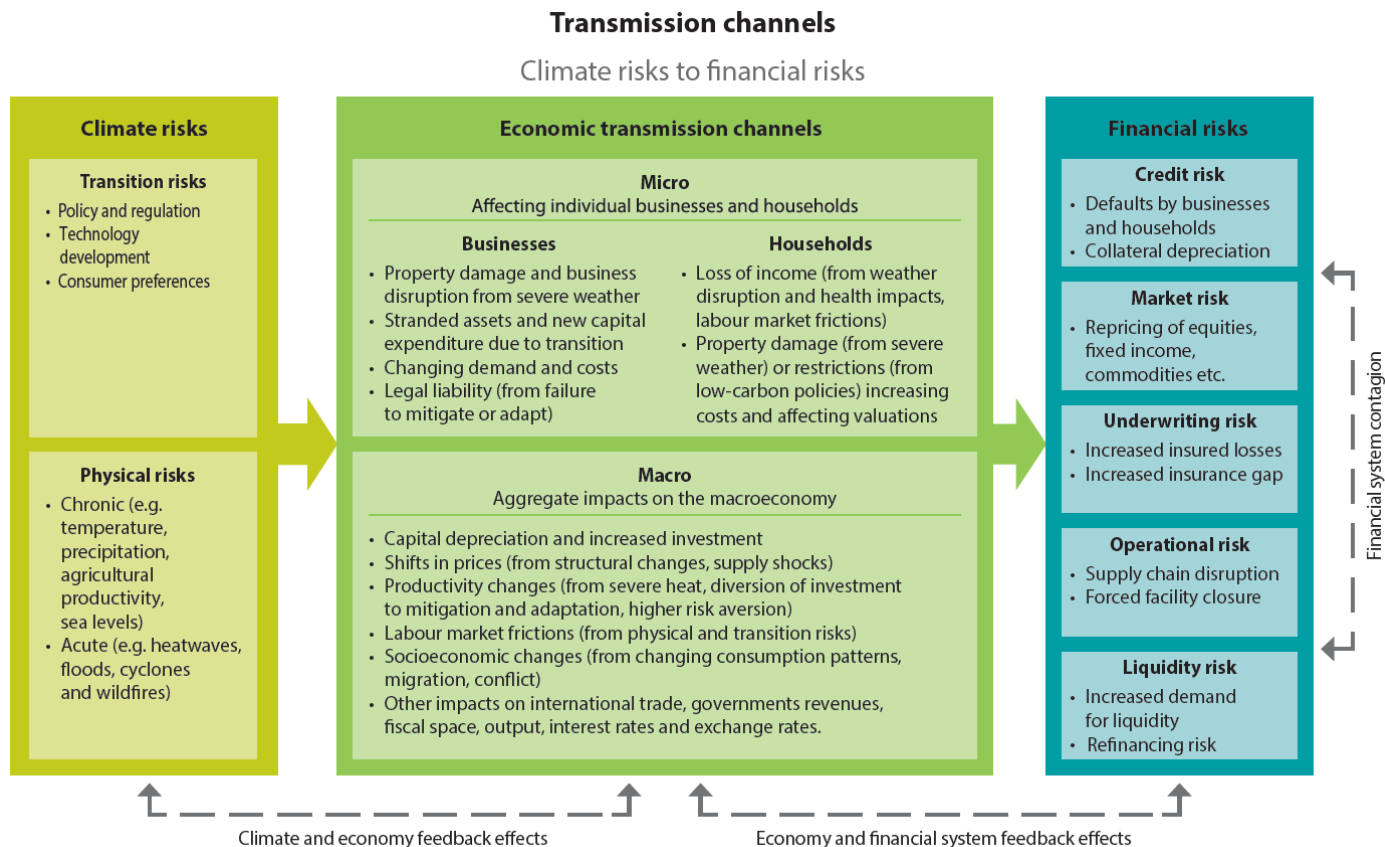 Transmission channels
Climate risks to financial risks
Climate risks
Transition risks
• Policy and regulation
• Technology
development
• Consumer preferences
Physical risks
• Chronic (e.g.
temperature,
precipitation,
agricultural
productivity,
sea levels)
• Acute (e.g. heatwaves,
floods, cyclones
and wildfires)
Economic transmission channels
Micro
Affecting individual businesses and households
Businesses
• Property damage and business
disruption from severe weather
• Stranded assets and new capital
expenditure due to transition
• Changing demand and costs
• Legal liability (from failure
to mitigate or adapt)
Households
• Loss of income (from weather
disruption and health impacts,
labour market frictions)
• Property damage (from severe
weather) or restrictions (from
low-carbon policies) increasing
costs and affecting valuations
Macro
Aggregate impacts on the macroeconomy
• Capital depreciation and increased investment
• Shifts in prices (from structural changes, supply shocks)
• Productivity changes (from severe heat, diversion of investment
to mitigation and adaptation, higher risk aversion)
• Labour market frictions (from physical and transition risks)
• Socioeconomic changes (from changing consumption patterns,
migration, conflict)
• Other impacts on international trade, governments revenues,
fiscal space, output, interest rates and exchange rates.
Financial risks
Credit risk
• Defaults by businesses
and households
• Collateral depreciation
Market risk
• Repricing of equities,
fixed income,
commodities etc.
Underwriting risk
• Increased insured losses
• Increased insurance gap
Operational risk
• Supply chain disruption
• Forced facility closure
Liquidity risk
• Increased demand
for liquidity
• Refinancing risk
Financial system contagion
Climate and economy feedback effects
Economy and financial system feedback effects